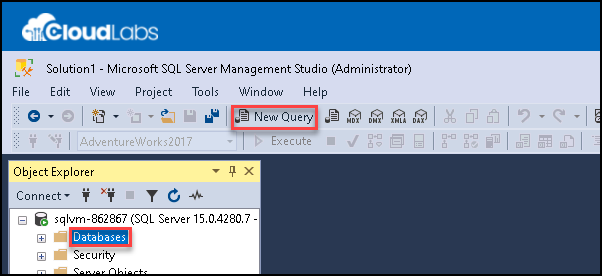 CloudLabs
Solution1 - Microsoft SQL Server Management Studio (Administrator)
File Edit View Project Tools Window Help
New Query MDX DMX XMLA DAX
AdventureWorks2017 Execute
Object Explorer
Connect
sqlvm-862867 (SQL Server 15.0.4280.7 -
Databases
Security
Server Objects